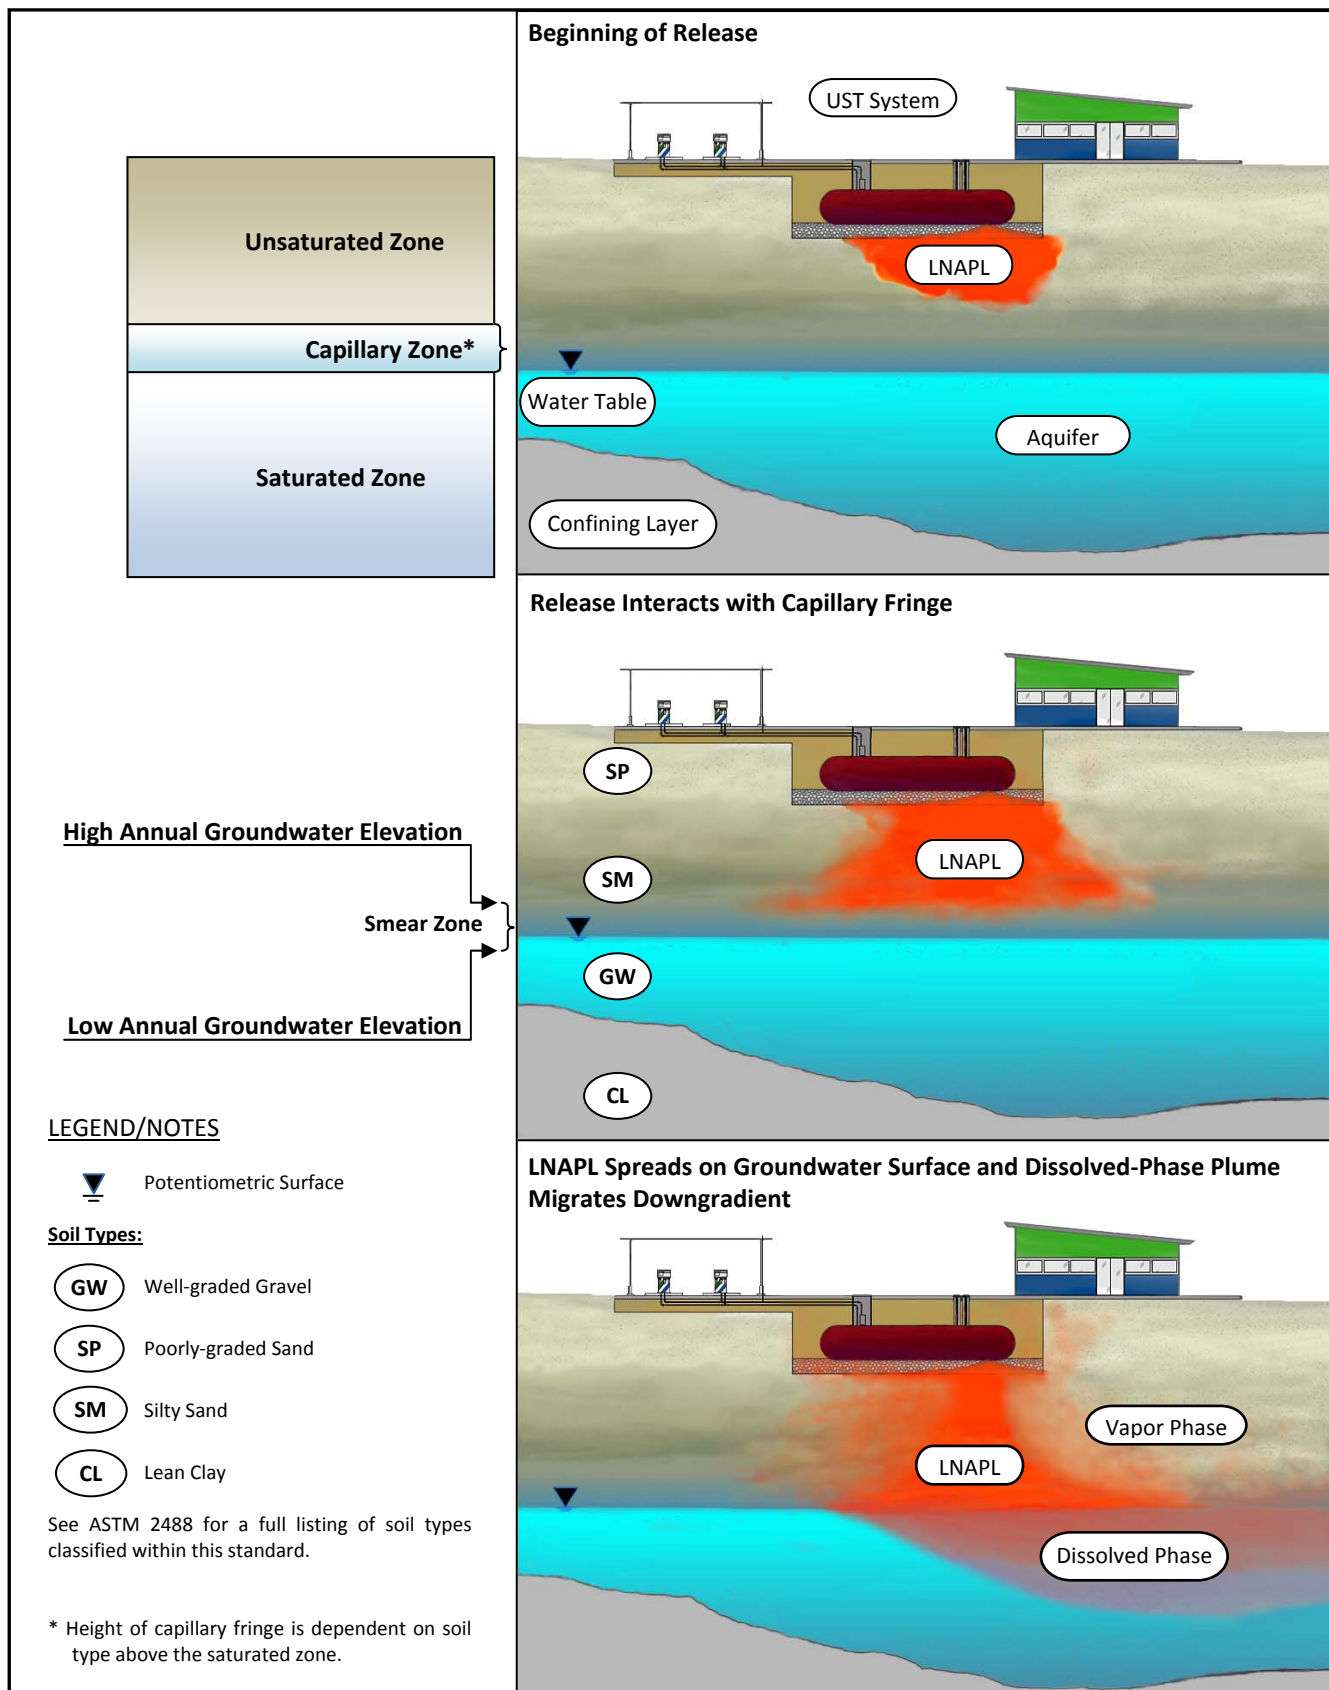 Beginning of Release
UST System
Unsaturated Zone
LNAPL
Capillary Zone*
Water Table
Aquifer
Saturated Zone
Confining Layer
Release Interacts with Capillary Fringe
SP
High Annual Groundwater Elevation
LNAPL
SM
Smear Zone
GW
Low Annual Groundwater Elevation
CL
LEGEND/NOTES
Potentiometric Surface
Soil Types:
GW Well-graded Gravel
SP Poorly-graded Sand
SM Silty Sand
CL Lean Clay
See ASTM 2488 for a full listing of soil types
classified within this standard.
* Height of capillary fringe is dependent on soil
type above the saturated zone.
LNAPL Spreads on Groundwater Surface and Dissolved-Phase Plume
Migrates Downgradient
Vapor Phase
LNAPL
Dissolved Phase